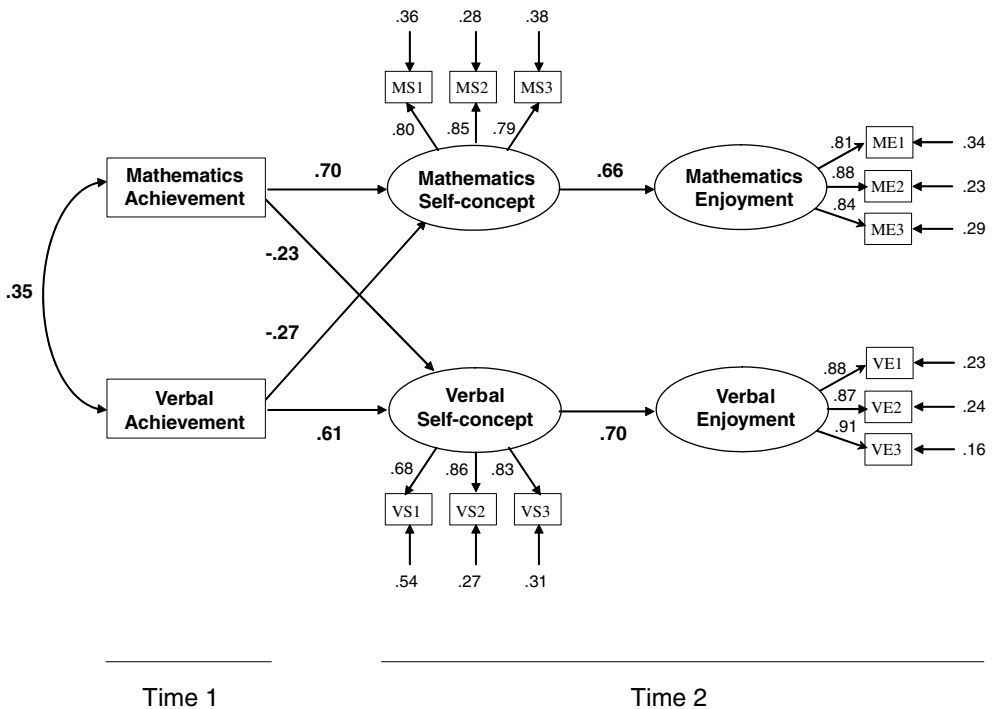 .36
.28
.38
MS1
MS2
MS3
.80
.85
.79
Mathematics
Achievement
.70
Mathematics
Self-concept
.66
Mathematics
Enjoyment
.81
ME1
.34
.88
ME2
.23
.84
ME3
.29
-.23
.35
-.27
Verbal
Achievement
.61
Verbal
Self-concept
.70
Verbal
Enjoyment
.88
VE1
.23
.87
VE2
.24
.91
VE3
.16
.68
.86
.83
VS1
VS2
VS3
.54
.27
.31
Time 1
Time 2